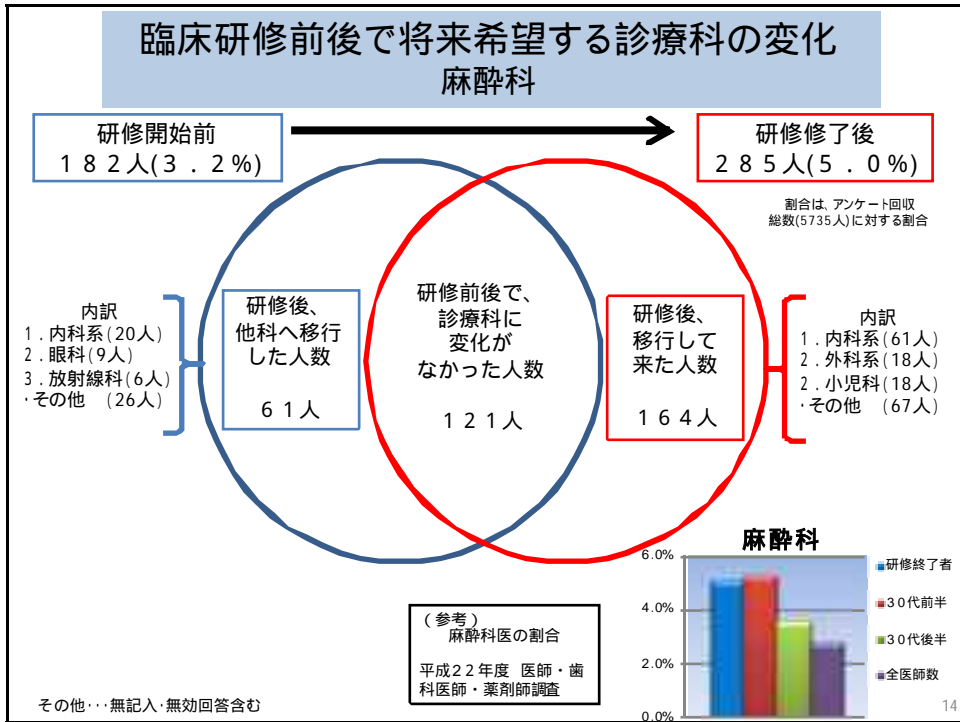 臨床研修前後で将来希望する診療科の変化
麻酔科
研修開始前
182人(3.2%)
研修修了後
285人(5.0%)
割合は、アンケート回収
総数(5735人)に対する割合
内訳
1.内科系(20人)
2.眼科(9人)
3.放射線科(6人)
・その他 (26人)
研修後、
他科へ移行
した人数
61人
研修前後で、
診療科に
変化が
なかった人数
121人
研修後、
移行して
来た人数
164人
内訳
1.内科系(61人)
2.外科系(18人)
2.小児科(18人)
・その他 (67人)
麻酔科
6.0%
4.0%
2.0%
0.0%
研修終了者
30代前半
30代後半
全医師数
(参考)
麻酔科医の割合
平成22年度 医師・歯
科医師・薬剤師調査
その他・・・無記入・無効回答含む
14